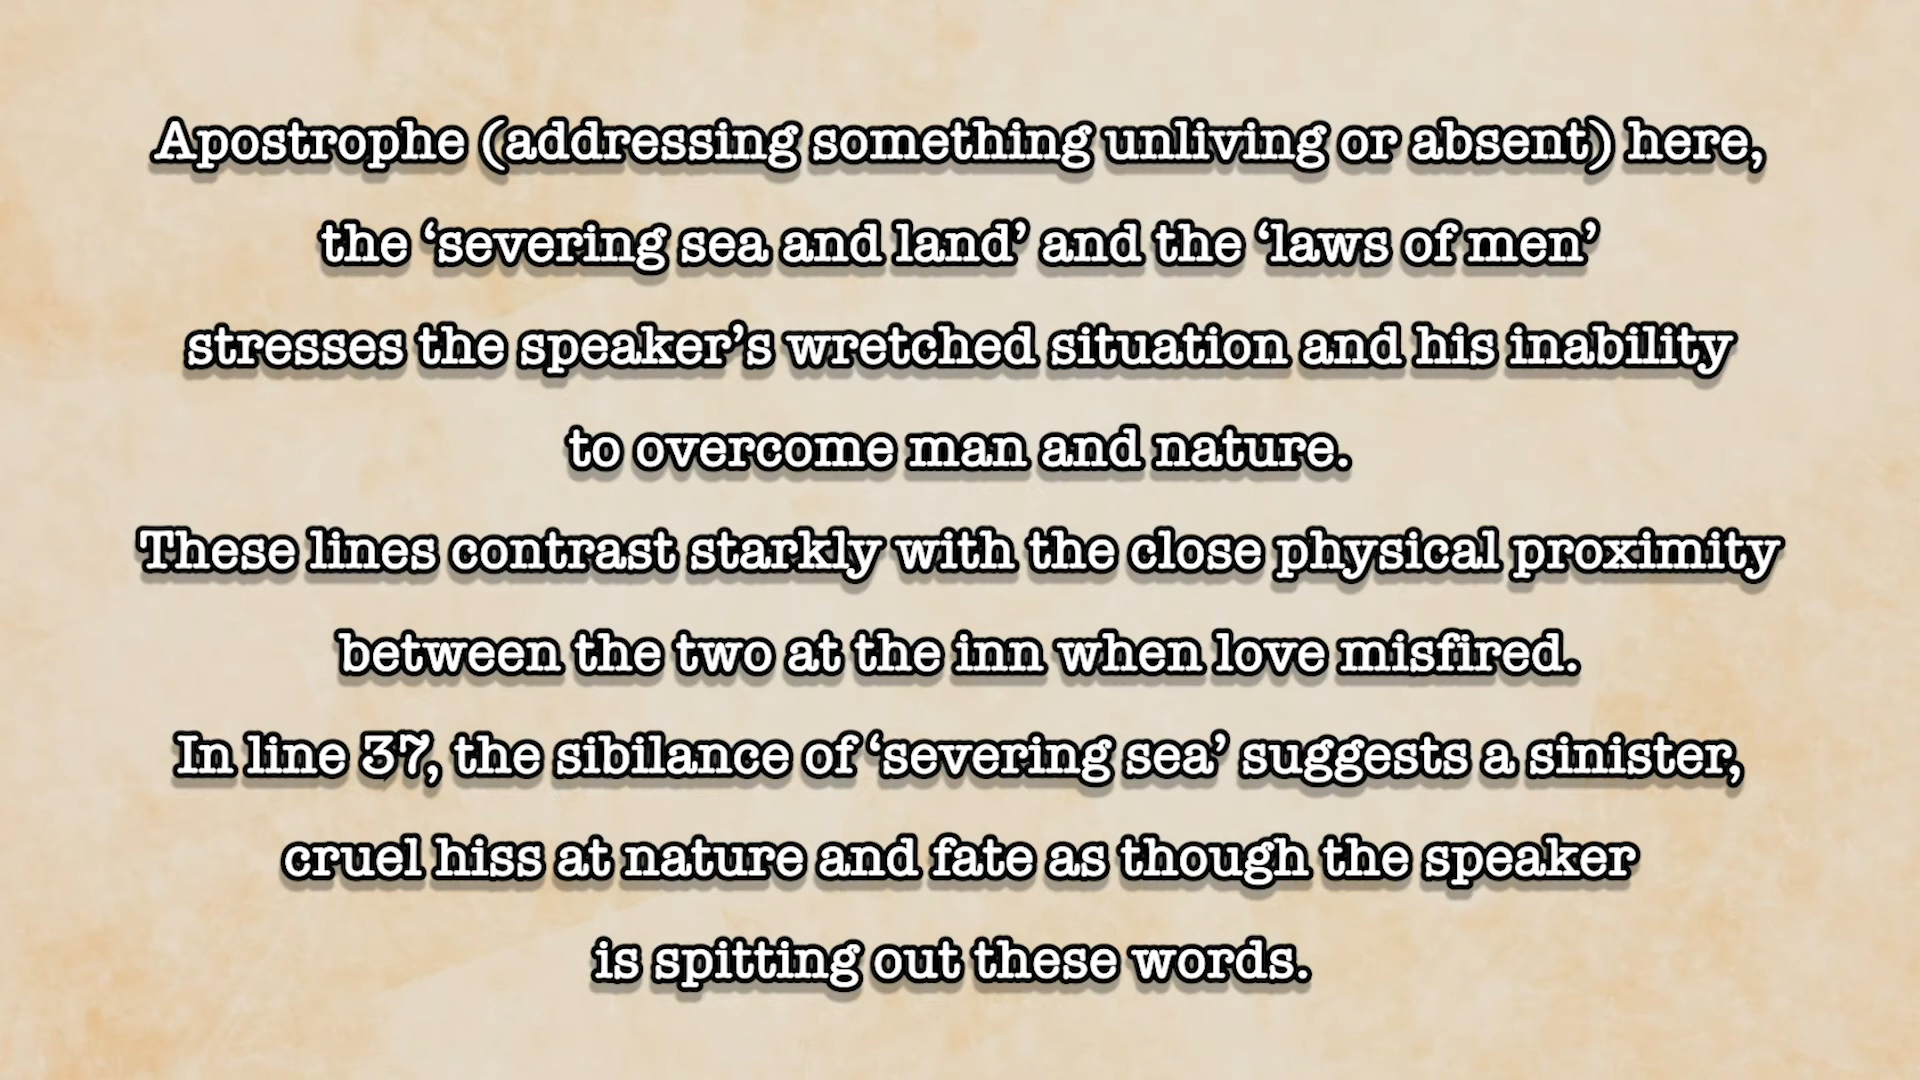 Apostrophe (addressing something unliving or absent) here,
the ‘severing sea and land’ and the ‘laws of men’
stresses the speaker’s wretched situation and his inability
to overcome man and nature.
These lines contrast starkly with the close physical proximity
between the two at the inn when love misfired.
In line 37, the sibilance of ‘severing sea’ suggests a sinister,
cruel hiss at nature and fate as though the speaker
is spitting out these words.